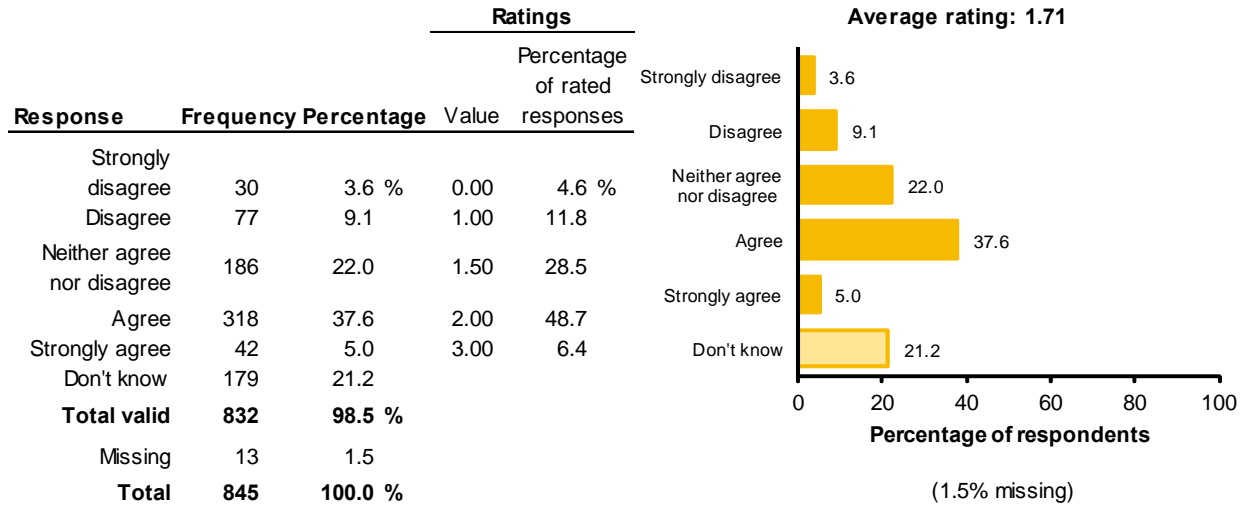 Ratings
Response Frequency Percentage Value Percentage of rated responses
Strongly disagree 30 3.6 % 0.00 4.6 %
Disagree 77 9.1 1.00 11.8
Neither agree nor disagree 186 22.0 1.50 28.5
Agree 318 37.6 2.00 48.7
Strongly agree 42 5.0 3.00 6.4
Don't know 179 21.2
Total valid 832 98.5 %
Missing 13 1.5
Total 845 100.0 %
Average rating: 1.71
Strongly disagree 3.6
Disagree 9.1
Neither agree
nor disagree 22.0
Agree 37.6
Strongly agree 5.0
Don't know 21.2
0 20 40 60 80 100
Percentage of respondents
(1.5% missing)